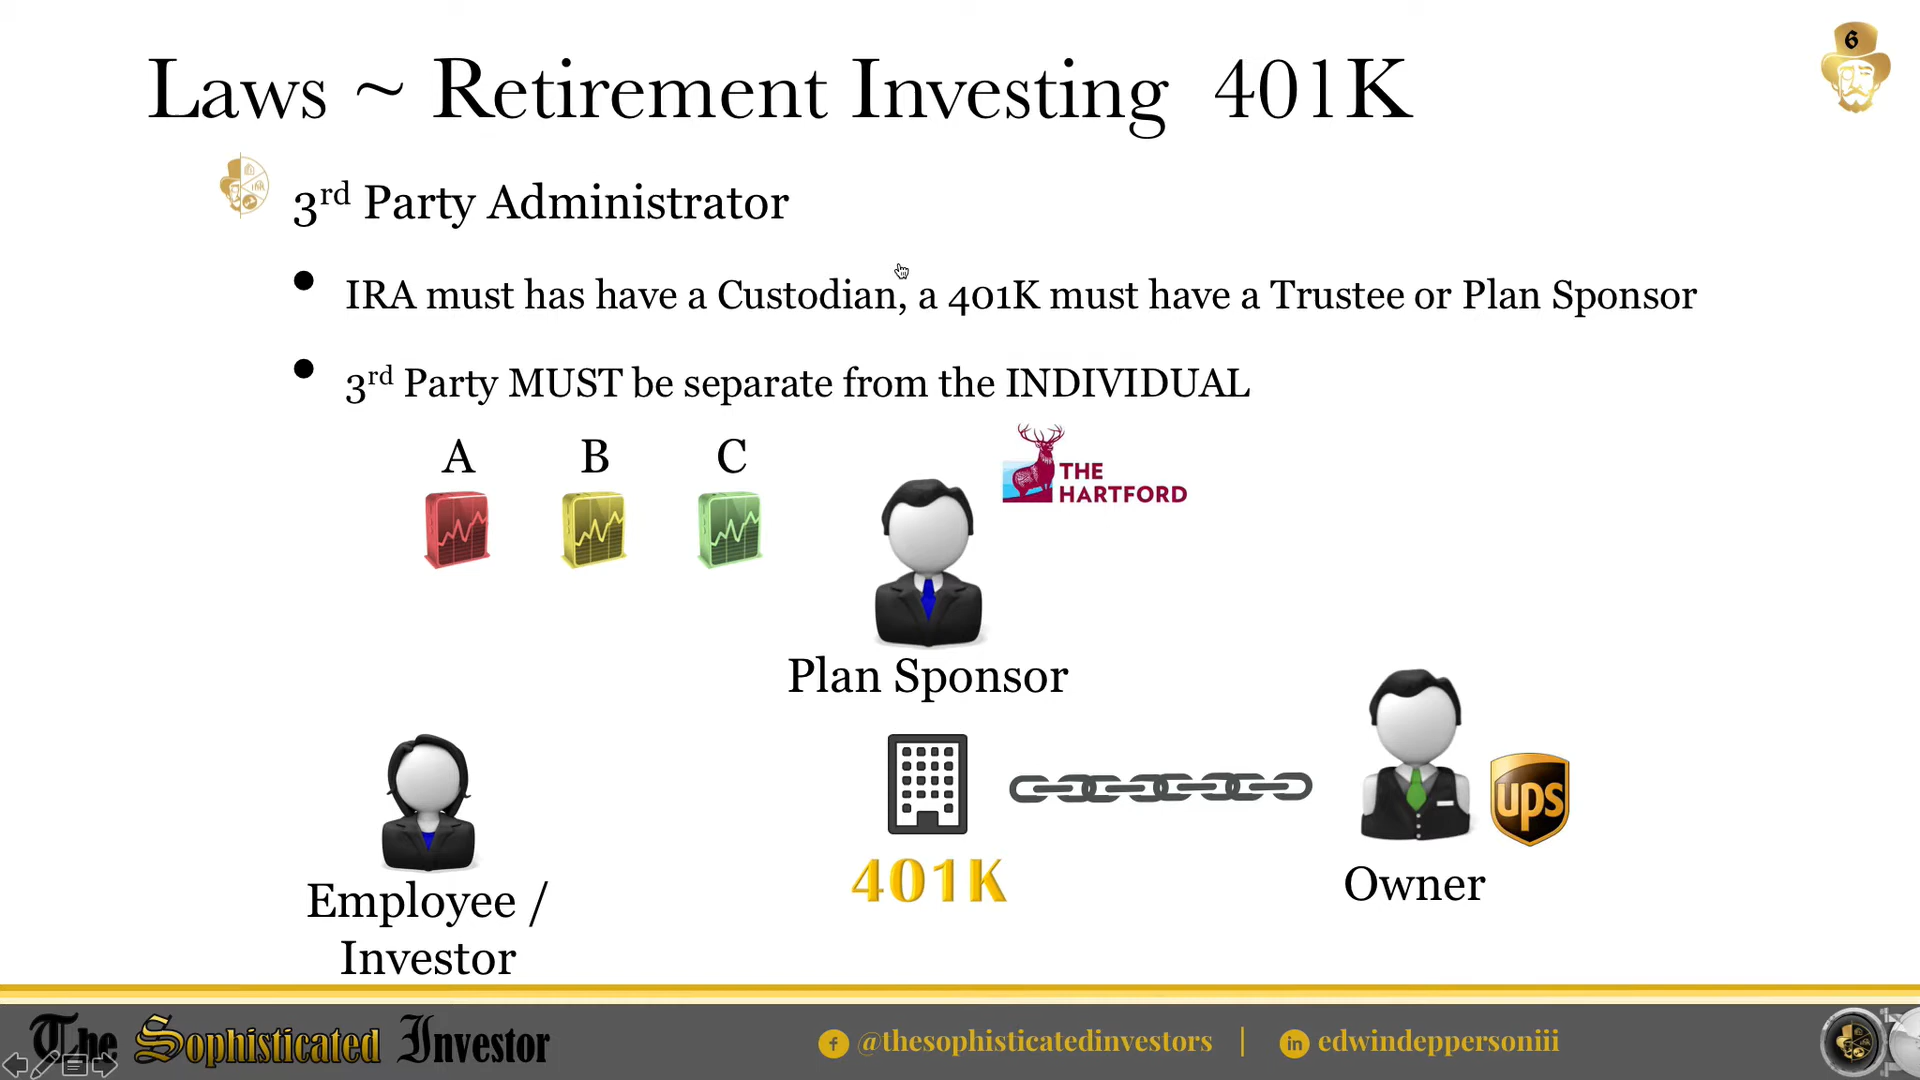 6
Laws ~ Retirement Investing 401K
3rd Party Administrator
• IRA must has have a Custodian, a 401K must have a Trustee or Plan Sponsor
• 3rd Party MUST be separate from the INDIVIDUAL
A B C
THE
HARTFORD
Plan Sponsor
ups
401K
Owner
Employee /
Investor
The Sophisticated Investor
@thesophisticatedinvestors | in edwindeppersoniii